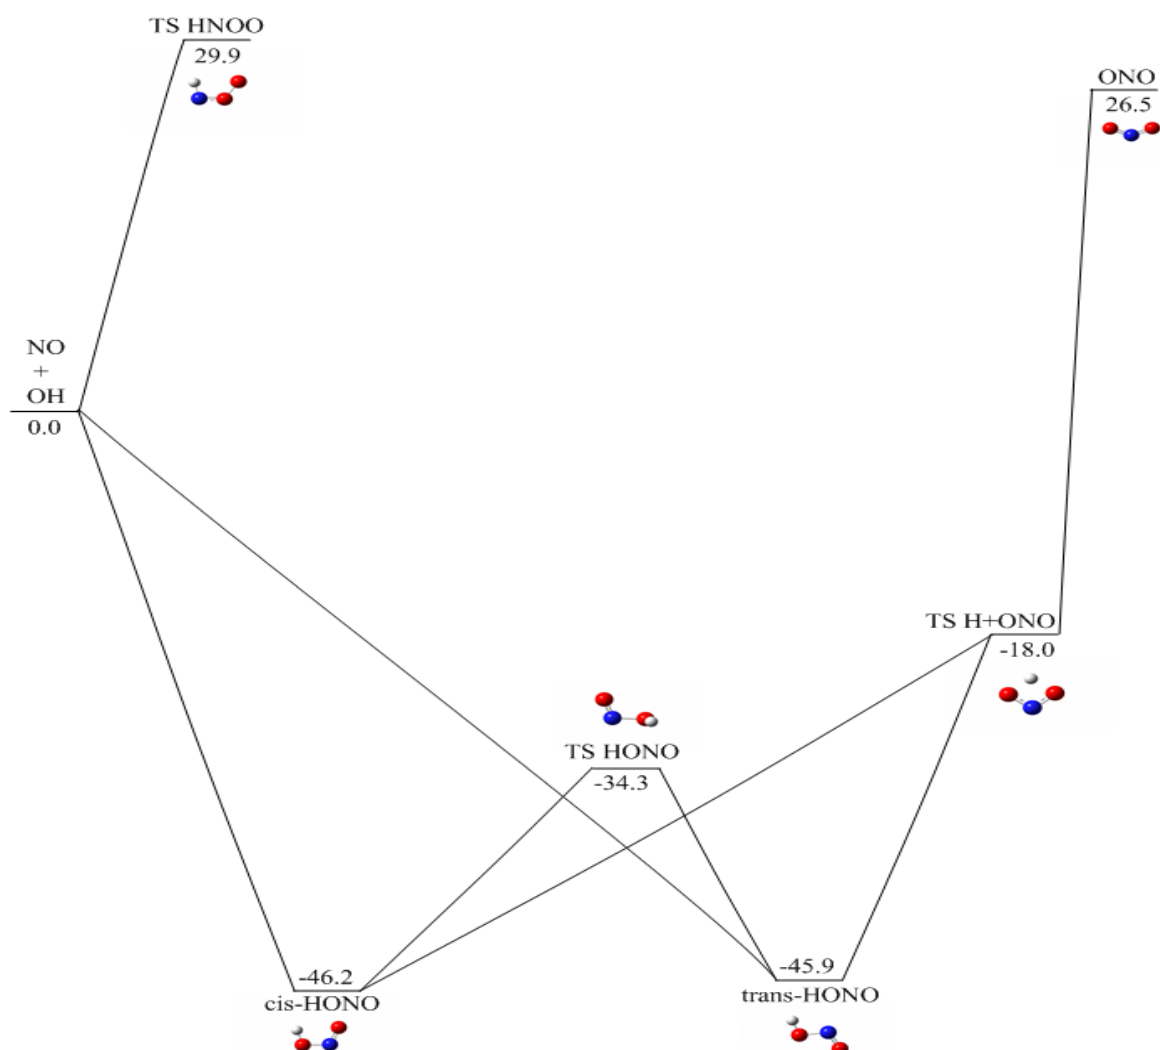 TS HNOO
29.9
ONO
26.5
NO
+
OH
0.0
TS H+ONO
-18.0
TS HONO
-34.3
-46.2
cis-HONO
-45.9
trans-HONO